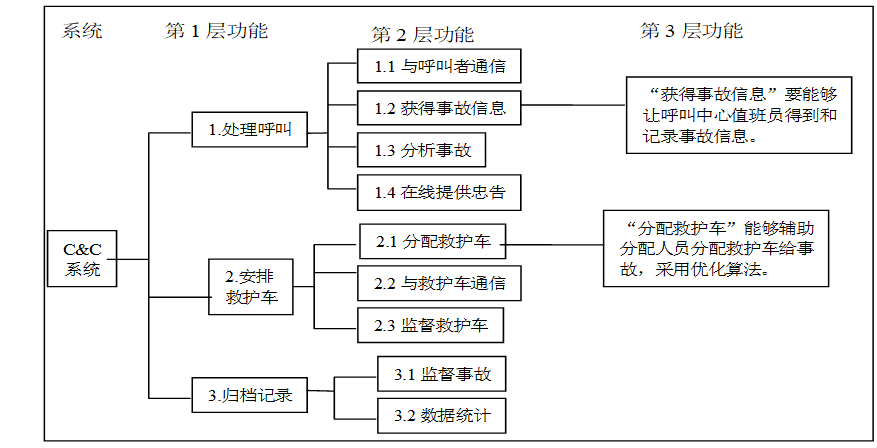 系统 第 1 层功能 第 2 层功能 第 3 层功能
1.1 与呼叫者通信
1.2 获得事故信息
“获得事故信息”要能够
让呼叫中心值班员得到和
记录事故信息。
1.处理呼叫
1.3 分析事故
1.4 在线提供忠告
C&C
系统
2.1 分配救护车
“分配救护车”能够辅助
分配人员分配救护车给事
故，采用优化算法。
2.安排
救护车
2.2 与救护车通信
2.3 监督救护车
3.归档记录
3.1 监督事故
3.2 数据统计